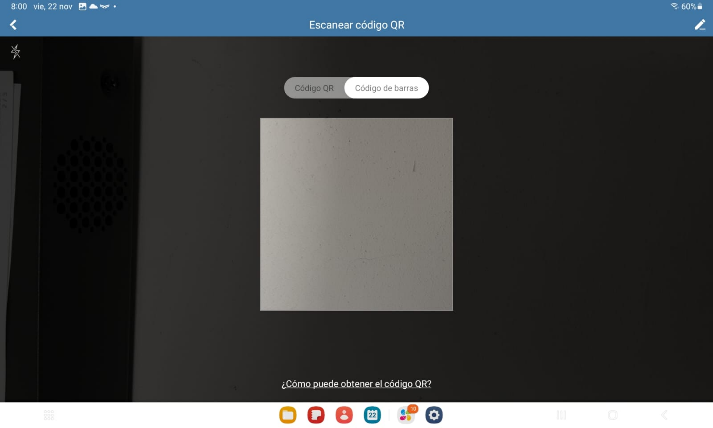 8:00 vie, 22 nov
60%
Escanear código QR
Código QR
Código de barras
¿Cómo puede obtener el código QR?
22